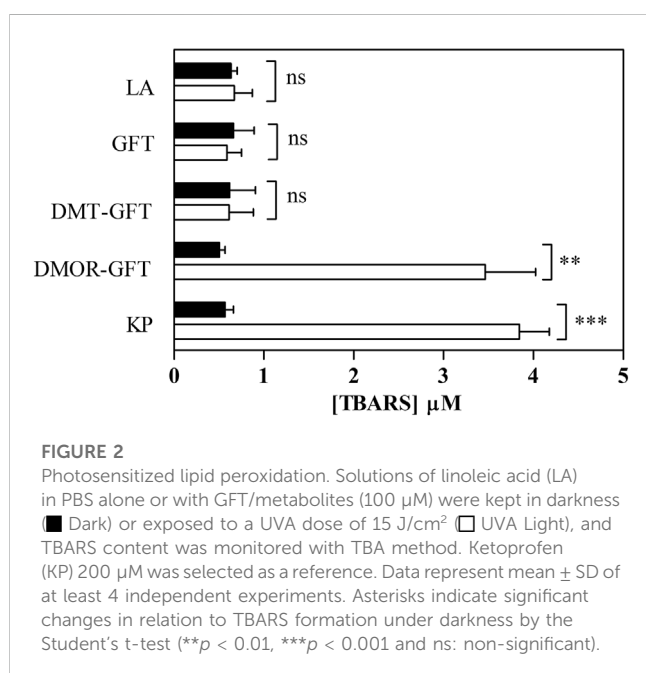 LA
ns
GFT
ns
DMT-GFT
ns
DMOR-GFT
**
KP
***
0 1 2 3 4 5
[TBARS] µM
FIGURE 2
Photosensitized lipid peroxidation. Solutions of linoleic acid (LA)
in PBS alone or with GFT/metabolites (100 µM) were kept in darkness
(■ Dark) or exposed to a UVA dose of 15 J/cm² (□ UVA Light), and
TBARS content was monitored with TBA method. Ketoprofen
(KP) 200 µM was selected as a reference. Data represent mean ± SD of
at least 4 independent experiments. Asterisks indicate significant
changes in relation to TBARS formation under darkness by the
Student's t-test (**p < 0.01, ***p < 0.001 and ns: non-significant).